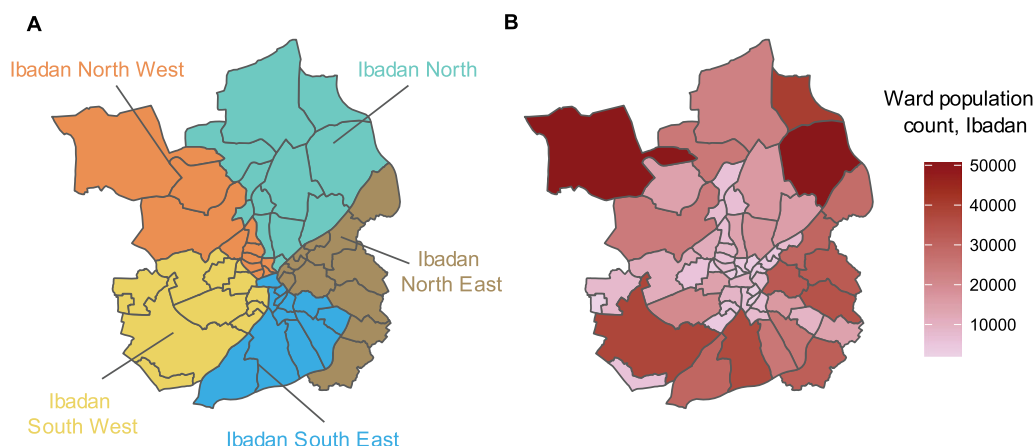 A
Ibadan North West
Ibadan North
Ibadan
North East
Ibadan
South West
Ibadan South East
B
Ward population
count, Ibadan
50000
40000
30000
20000
10000